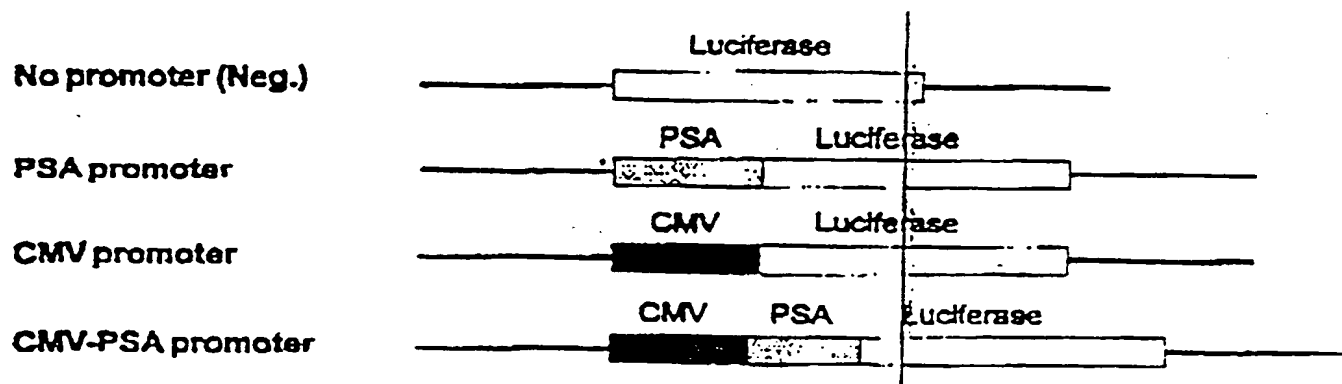 Luciferase
No promoter (Neg.)
PSA Luciferase
PSA promoter
CMV Luciferase
CMV promoter
CMV PSA Luciferase
CMV-PSA promoter